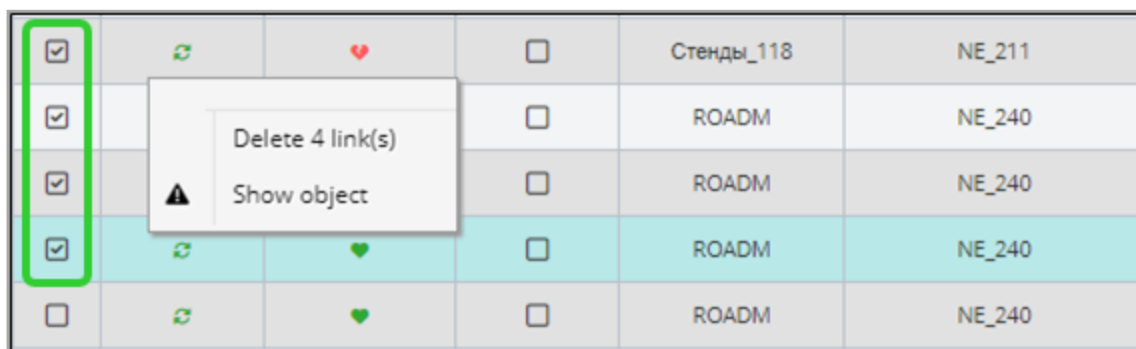 Стенды_118 NE_211
ROADM NE_240
Delete 4 link(s)
ROADM NE_240
Show object
ROADM NE_240
ROADM NE_240